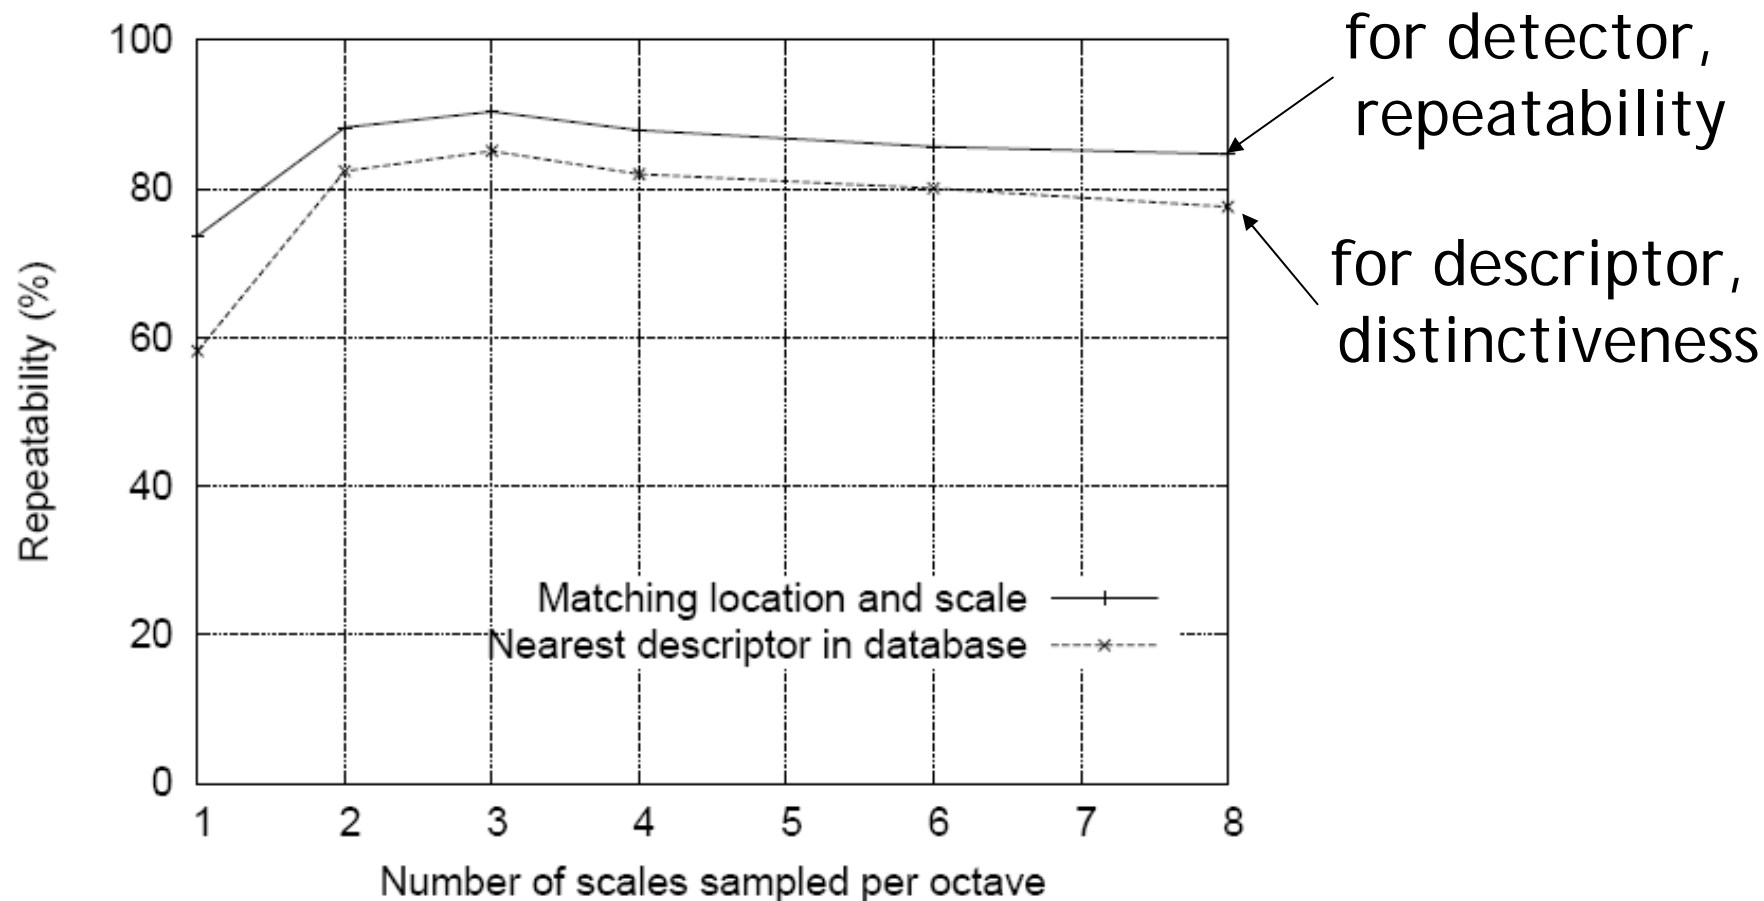 100
80
60
40
20
0
Repeatability (%)
1 2 3 4 5 6 7 8
Number of scales sampled per octave
Matching location and scale
Nearest descriptor in database
for detector,
repeatability
for descriptor,
distinctiveness